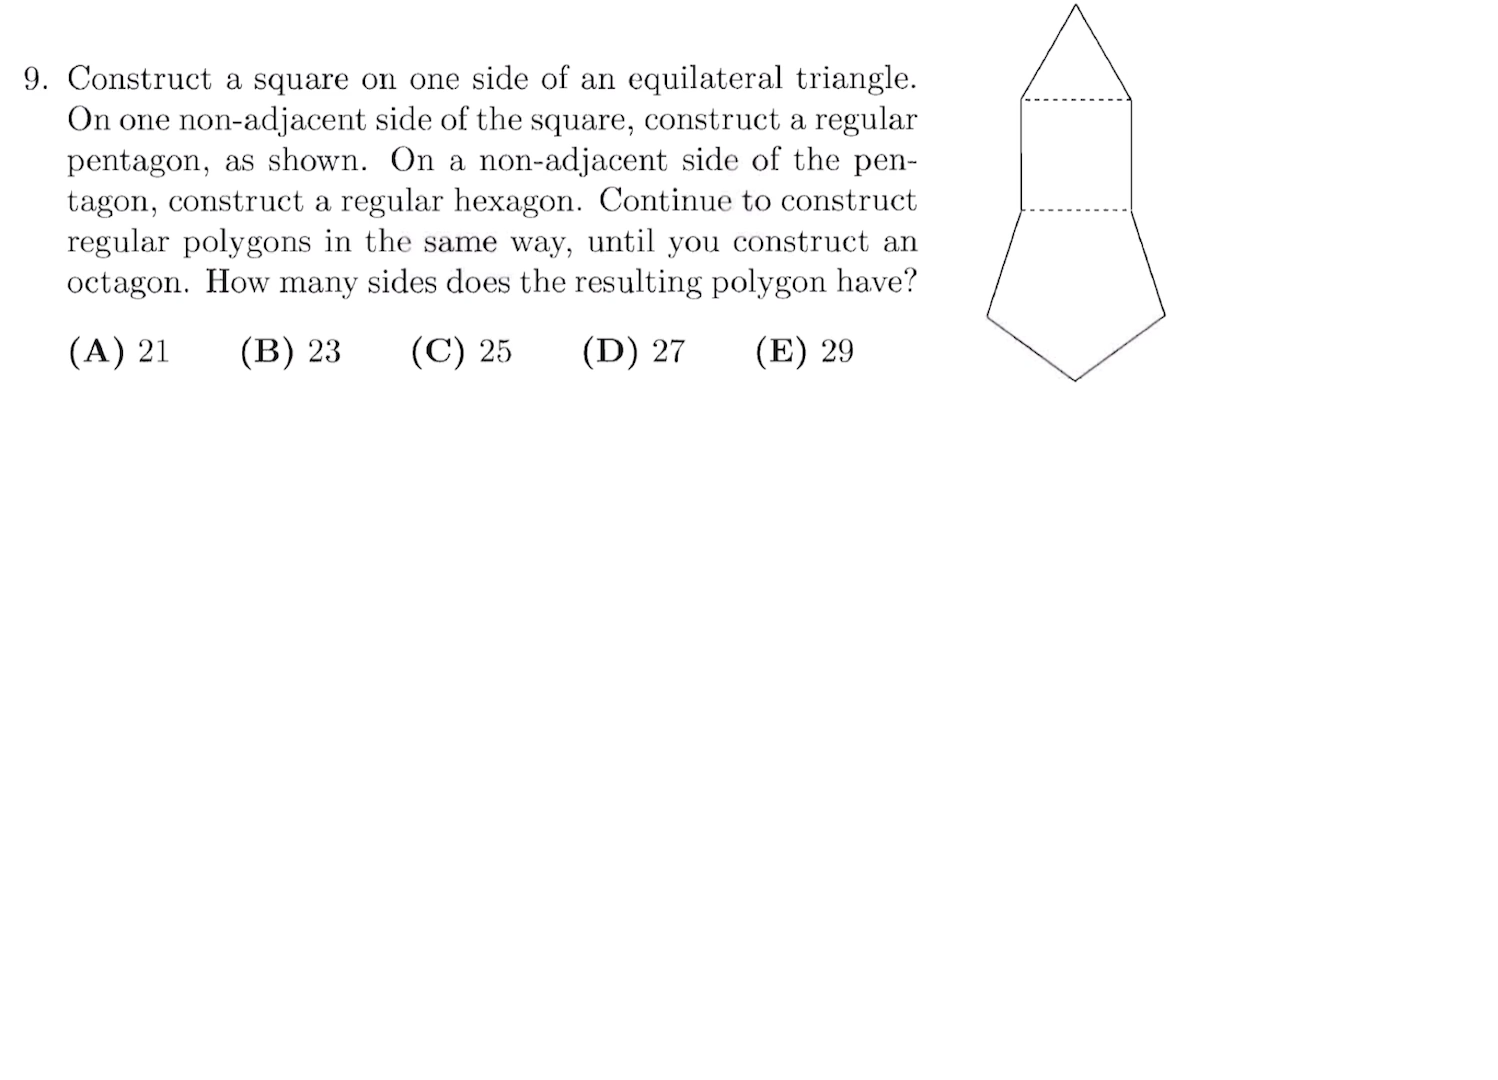 9. Construct a square on one side of an equilateral triangle.
On one non-adjacent side of the square, construct a regular
pentagon, as shown. On a non-adjacent side of the pen-
tagon, construct a regular hexagon. Continue to construct
regular polygons in the same way, until you construct an
octagon. How many sides does the resulting polygon have?
(A) 21 (B) 23 (C) 25 (D) 27 (E) 29